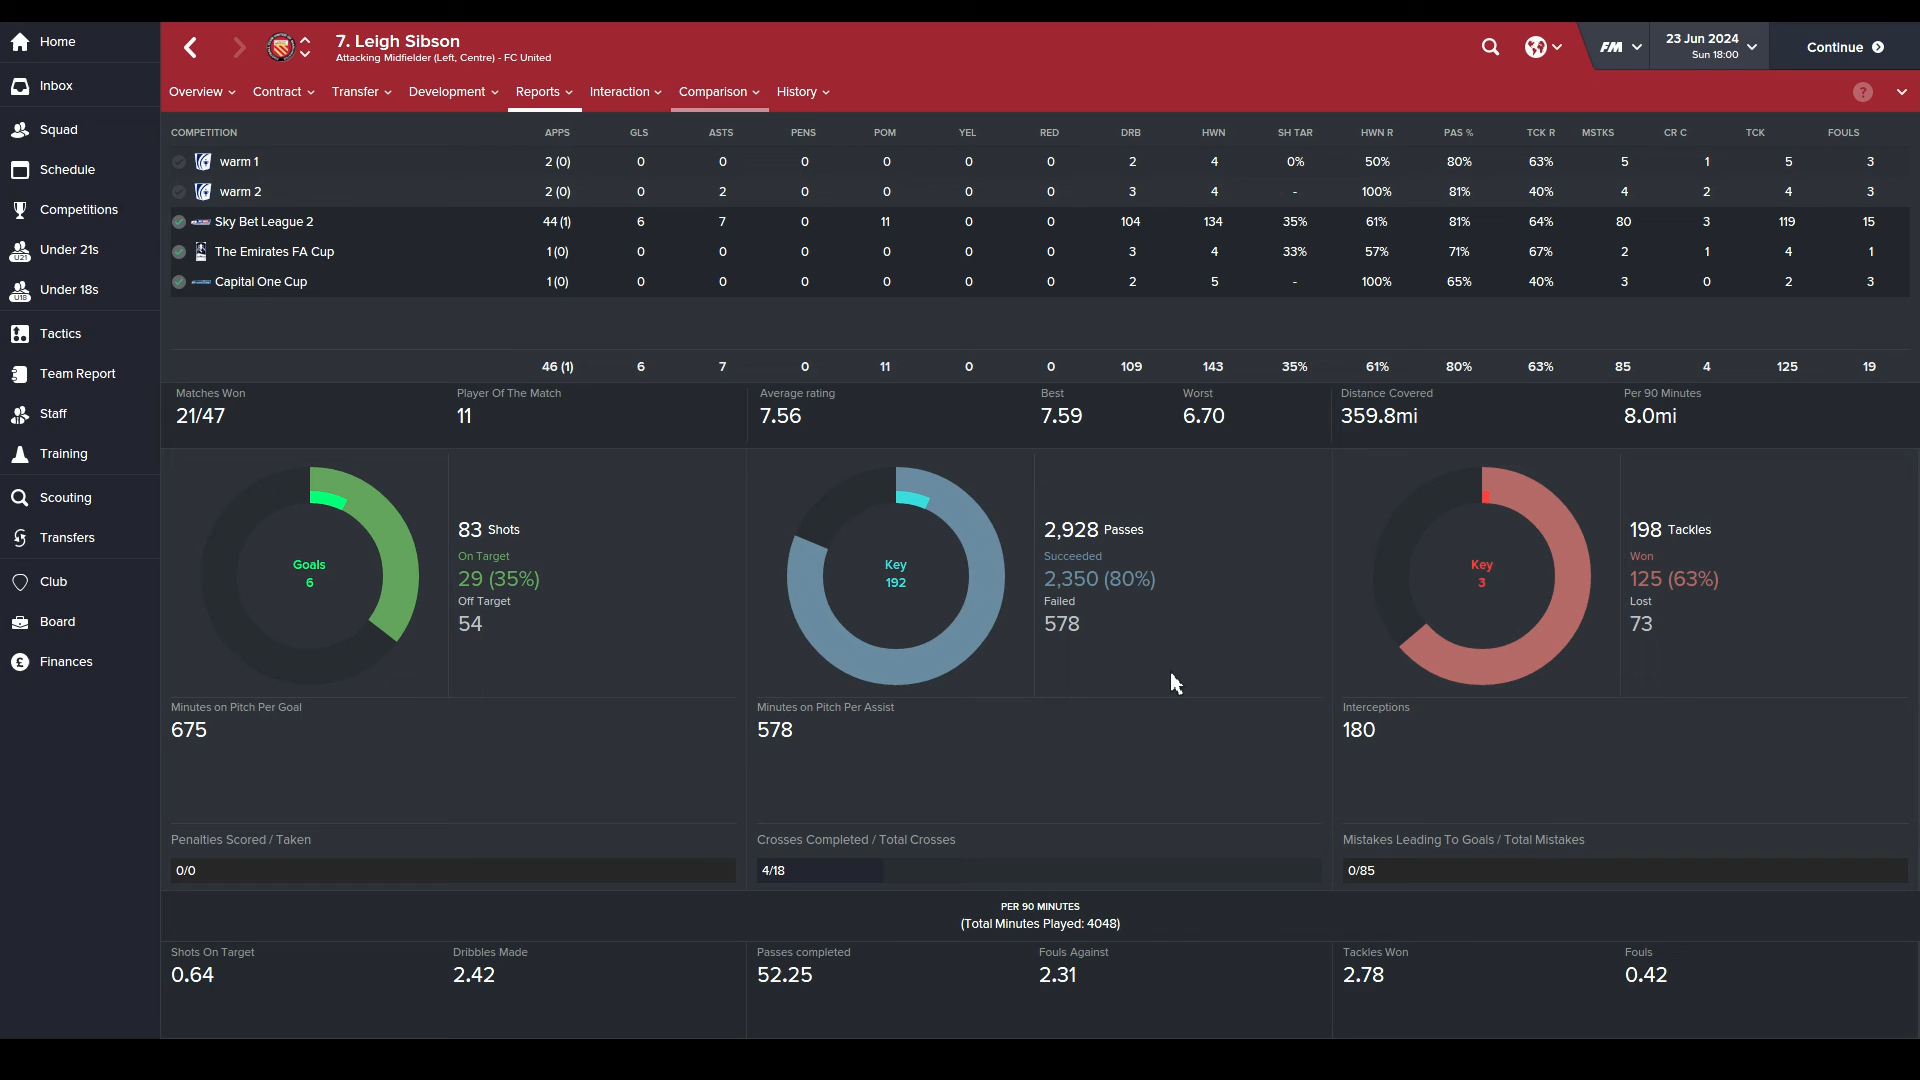 Home
Inbox
Squad
Schedule
Competitions
Under 21s
Under 18s
Tactics
Team Report
Staff
Training
Scouting
Transfers
Club
Board
Finances
7. Leigh Sibson
Attacking Midfielder (Left, Centre) - FC United
FM
23 Jun 2024
Sun 18:00
Continue
Overview Contract Transfer Development Reports Interaction Comparison History ?
COMPETITION APPS GLS ASTS PENS POM YEL RED DRB HWN SH TAR HWN R PAS % TCK R MSTKS CR C TCK FOULS
warm 1 2 (0) 0 0 0 0 0 0 2 4 0% 50% 80% 63% 5 1 5 3
warm 2 2 (0) 0 2 0 0 0 0 3 4 - 100% 81% 40% 4 2 4 3
Sky Bet League 2 44 (1) 6 7 0 11 0 0 104 134 35% 61% 81% 64% 80 3 119 15
The Emirates FA Cup 1 (0) 0 0 0 0 0 0 3 4 33% 57% 71% 67% 2 1 4 1
Capital One Cup 1 (0) 0 0 0 0 0 0 2 5 - 100% 65% 40% 3 0 2 3
46 (1) 6 7 0 11 0 0 109 143 35% 61% 80% 63% 85 4 125 19
Matches Won Player Of The Match Average rating Best Worst Distance Covered Per 90 Minutes
21/47 11 7.56 7.59 6.70 359.8mi 8.0mi
Goals
6
83 Shots
On Target
29 (35%)
Off Target
54
Key
192
2,928 Passes
Succeeded
2,350 (80%)
Failed
578
Key
3
198 Tackles
Won
125 (63%)
Lost
73
Minutes on Pitch Per Goal Minutes on Pitch Per Assist Interceptions
675 578 180
Penalties Scored / Taken Crosses Completed / Total Crosses Mistakes Leading To Goals / Total Mistakes
0/0 4/18 0/85
PER 90 MINUTES
(Total Minutes Played: 4048)
Shots On Target Dribbles Made Passes completed Fouls Against Tackles Won Fouls
0.64 2.42 52.25 2.31 2.78 0.42